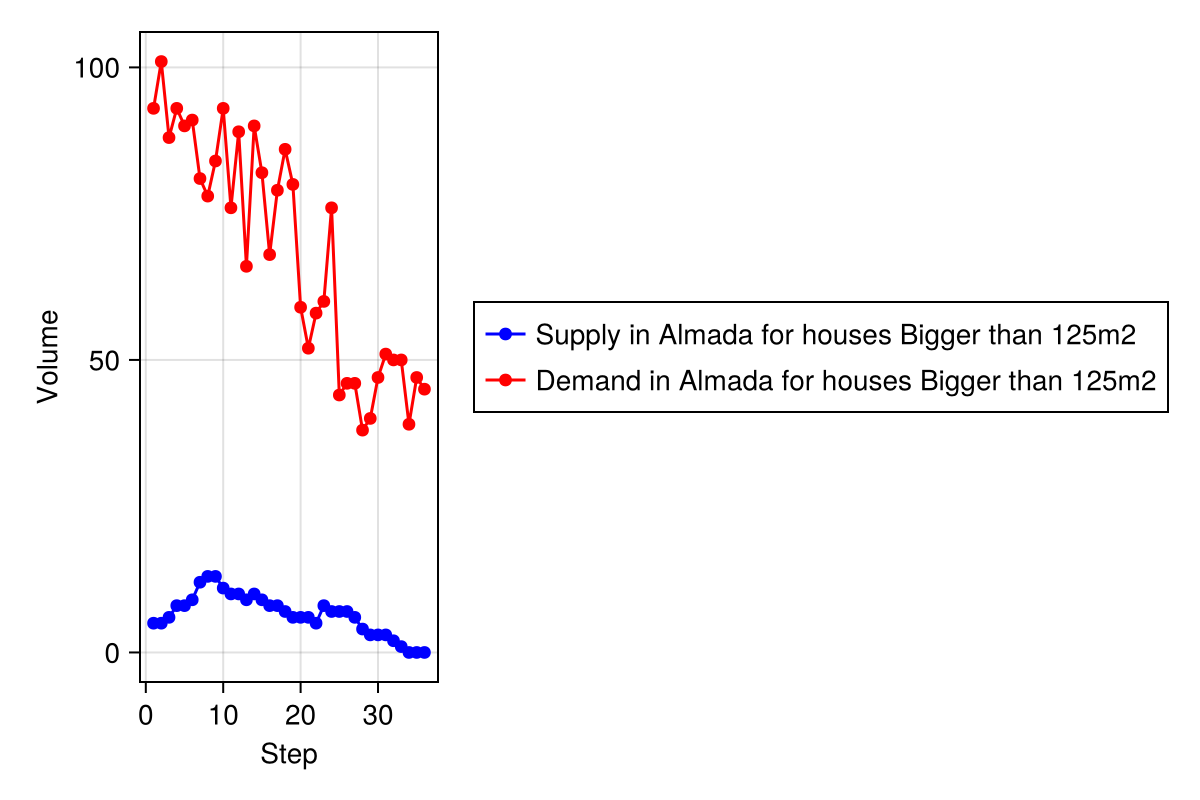 100
50
0
Volume
0 10 20 30
Step
Supply in Almada for houses Bigger than 125m2
Demand in Almada for houses Bigger than 125m2